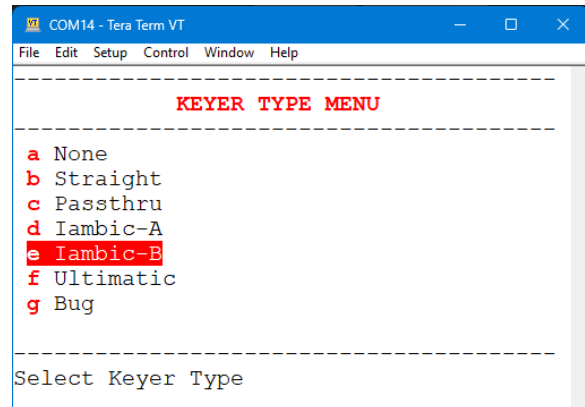 COM14 - Tera Term VT
File Edit Setup Control Window Help
----------------------------------------
KEYER TYPE MENU
----------------------------------------
a None
b Straight
c Passthru
d Iambic-A
e Iambic-B
f Ultimatic
g Bug
----------------------------------------
Select Keyer Type